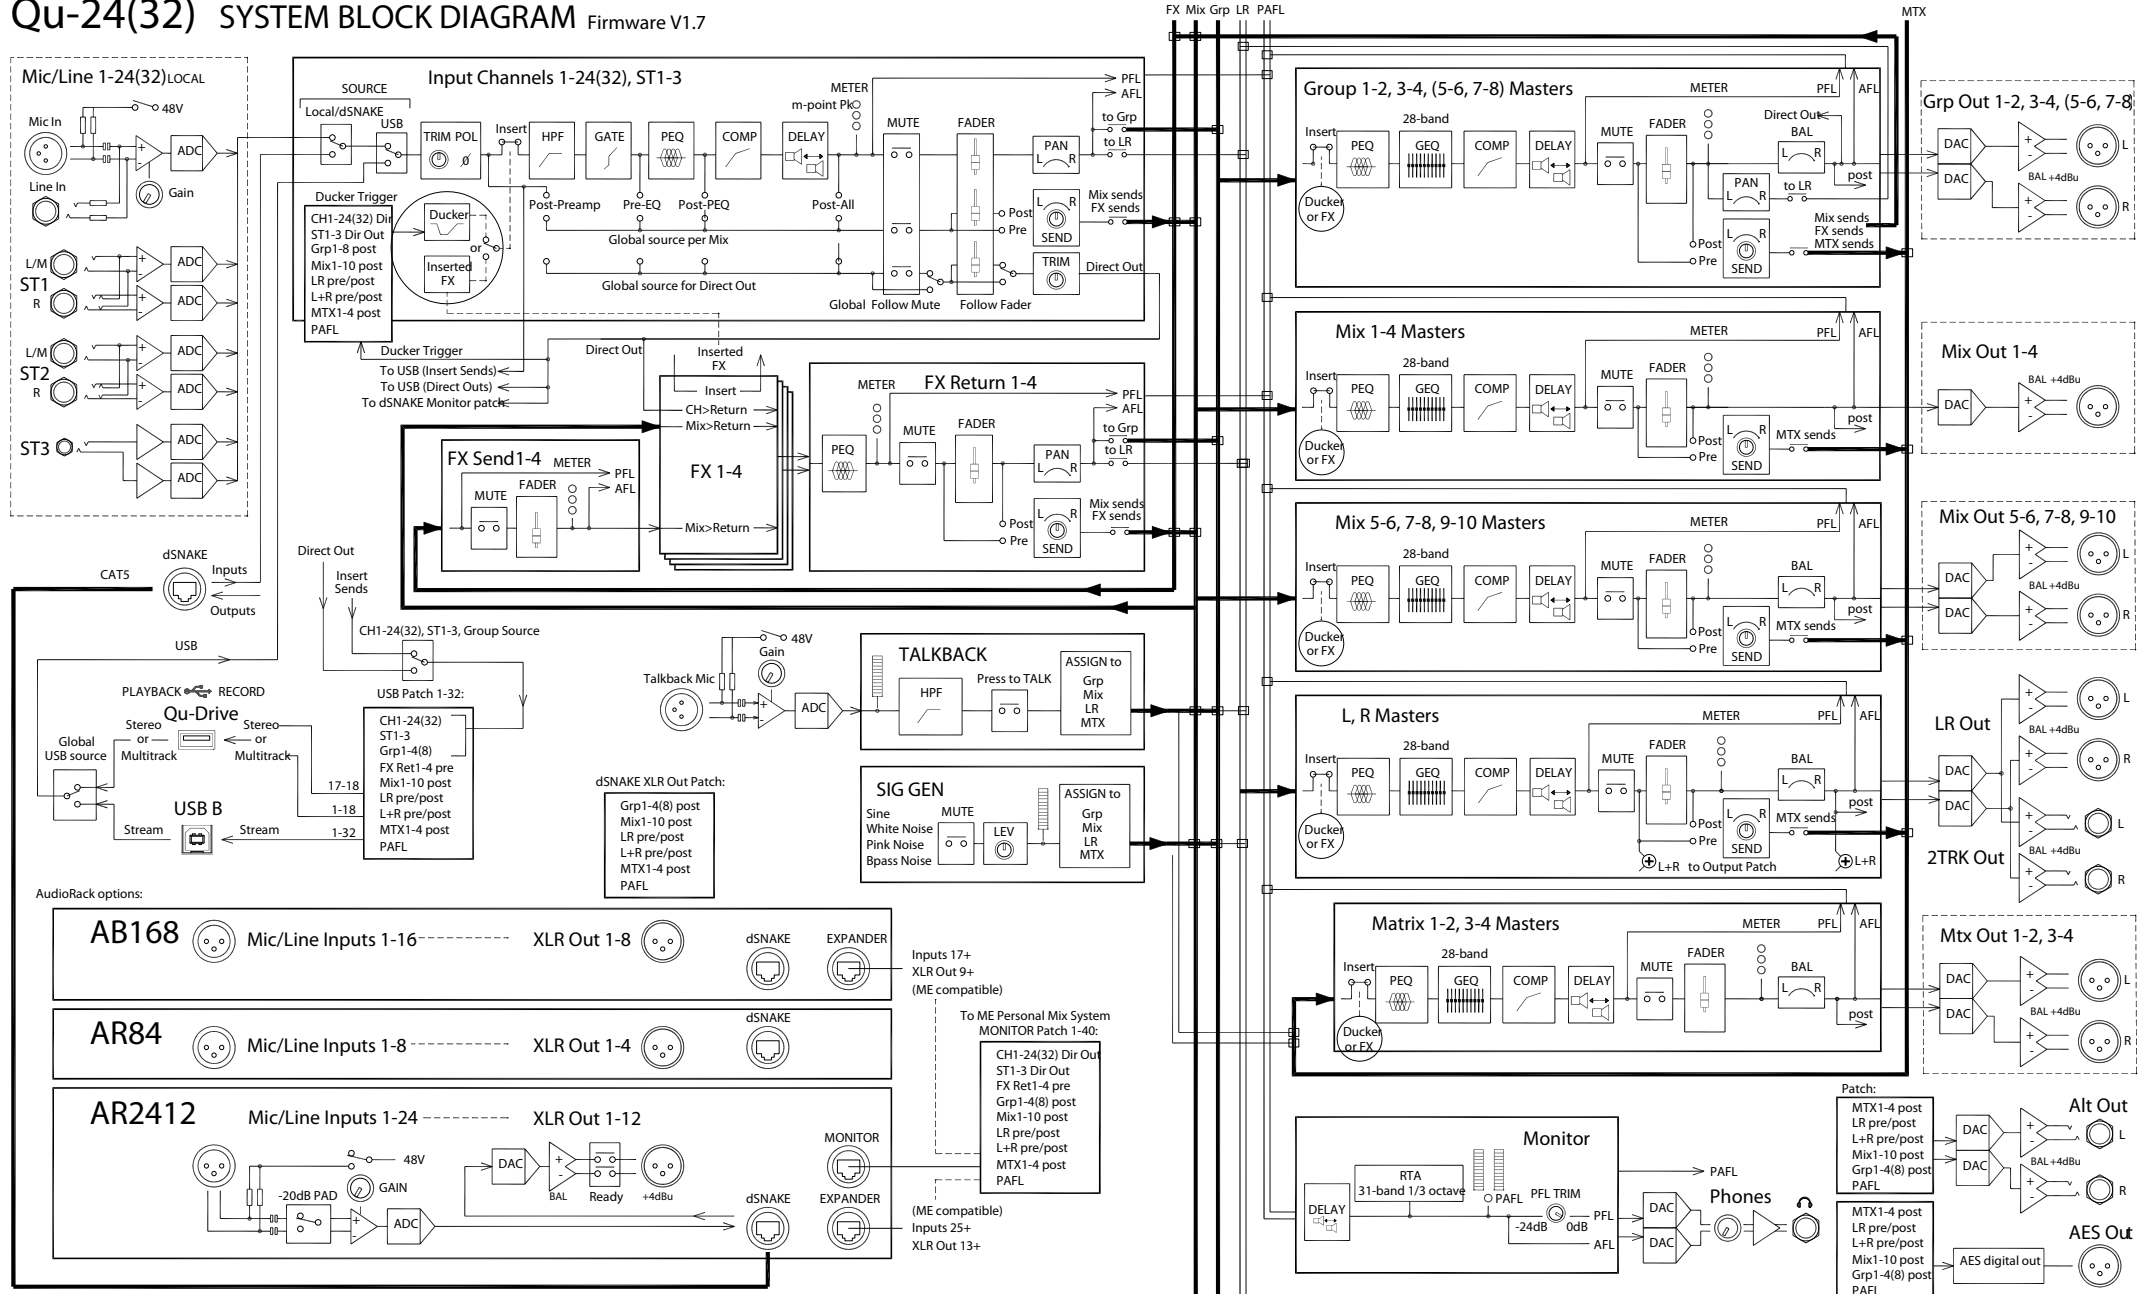 Qu-24(32) SYSTEM BLOCK DIAGRAM Firmware V1.7
FX Mix Grp LR PAFL
MTX
Mic/Line 1-24(32) LOCAL
48V
Mic In
ADC
Line In
Gain
L/M
ST1
R
ADC
ADC
L/M
ST2
R
ADC
ADC
ST3
ADC
ADC
Input Channels 1-24(32), ST1-3
SOURCE
Local/dSNAKE
USB
TRIM POL
Insert
HPF
GATE
PEQ
COMP
DELAY
METER
m-point Pk
MUTE
FADER
PFL
AFL
to Grp
to LR
PAN
L R
Mix sends
FX sends
L R
SEND
Post
Pre
TRIM
Direct Out
Ducker Trigger
CH1-24(32) Dir
ST1-3 Dir Out
Grp1-8 post
Mix1-10 post
LR pre/post
L+R pre/post
MTX1-4 post
PAFL
Ducker
or
Inserted
FX
Post-Preamp
Pre-EQ
Post-PEQ
Post-All
Global source per Mix
Global source for Direct Out
Global Follow Mute
Follow Fader
Ducker Trigger
To USB (Insert Sends)
To USB (Direct Outs)
To dSNAKE Monitor patch
Direct Out
Inserted
FX
Insert
CH>Return
Mix>Return
FX 1-4
Mix>Return
FX Send1-4
METER
PFL
AFL
MUTE
FADER
FX Return 1-4
METER
PFL
AFL
PEQ
MUTE
FADER
to Grp
to LR
PAN
L R
Mix sends
FX sends
Post
Pre
L R
SEND
dSNAKE
CAT5
Inputs
Outputs
USB
Direct Out
Insert
Sends
CH1-24(32), ST1-3, Group Source
PLAYBACK RECORD
Qu-Drive
Stereo
or
Multitrack
Stereo
or
Multitrack
Global
USB source
USB B
Stream
Stream
17-18
1-18
1-32
USB Patch 1-32:
CH1-24(32)
ST1-3
Grp1-4(8)
FX Ret1-4 pre
Mix1-10 post
LR pre/post
L+R pre/post
MTX1-4 post
PAFL
dSNAKE XLR Out Patch:
Grp1-4(8) post
Mix1-10 post
LR pre/post
L+R pre/post
MTX1-4 post
PAFL
48V
Gain
Talkback Mic
ADC
TALKBACK
HPF
Press to TALK
ASSIGN to
Grp
Mix
LR
MTX
SIG GEN
Sine
White Noise
Pink Noise
Bpass Noise
MUTE
LEV
ASSIGN to
Grp
Mix
LR
MTX
AudioRack options:
AB168
Mic/Line Inputs 1-16
XLR Out 1-8
dSNAKE
EXPANDER
Inputs 17+
XLR Out 9+
(ME compatible)
AR84
Mic/Line Inputs 1-8
XLR Out 1-4
dSNAKE
AR2412
Mic/Line Inputs 1-24
XLR Out 1-12
48V
GAIN
-20dB PAD
ADC
DAC
BAL
Ready
+4dBu
dSNAKE
MONITOR
EXPANDER
(ME compatible)
Inputs 25+
XLR Out 13+
To ME Personal Mix System
MONITOR Patch 1-40:
CH1-24(32) Dir Out
ST1-3 Dir Out
FX Ret1-4 pre
Grp1-4(8) post
Mix1-10 post
LR pre/post
L+R pre/post
MTX1-4 post
PAFL
Group 1-2, 3-4, (5-6, 7-8) Masters
METER
PFL
AFL
Insert
28-band
PEQ
GEQ
COMP
DELAY
MUTE
FADER
Direct Out
BAL
L R
post
PAN
L R
to LR
Ducker
or FX
Post
Pre
L R
SEND
Mix sends
FX sends
MTX sends
Grp Out 1-2, 3-4, (5-6, 7-8)
DAC
DAC
L
BAL +4dBu
R
Mix 1-4 Masters
METER
PFL
AFL
Insert
28-band
PEQ
GEQ
COMP
DELAY
MUTE
FADER
post
Ducker
or FX
Post
Pre
L R
SEND
MTX sends
Mix Out 1-4
DAC
BAL +4dBu
Mix 5-6, 7-8, 9-10 Masters
METER
PFL
AFL
Insert
28-band
PEQ
GEQ
COMP
DELAY
MUTE
FADER
BAL
L R
post
Ducker
or FX
Post
Pre
L R
SEND
MTX sends
Mix Out 5-6, 7-8, 9-10
DAC
DAC
L
BAL +4dBu
R
L, R Masters
METER
PFL
AFL
Insert
28-band
PEQ
GEQ
COMP
DELAY
MUTE
FADER
BAL
L R
post
Ducker
or FX
Post
Pre
L R
SEND
MTX sends
L+R to Output Patch
L+R
LR Out
DAC
DAC
L
BAL +4dBu
R
2TRK Out
L
BAL +4dBu
R
Matrix 1-2, 3-4 Masters
METER
PFL
AFL
Insert
28-band
PEQ
GEQ
COMP
DELAY
MUTE
FADER
BAL
L R
post
Ducker
or FX
Mtx Out 1-2, 3-4
DAC
DAC
L
BAL +4dBu
R
Monitor
RTA
31-band 1/3 octave
DELAY
PAFL
PFL TRIM
-24dB 0dB
PFL
AFL
PAFL
DAC
DAC
Phones
Patch:
MTX1-4 post
LR pre/post
L+R pre/post
Mix1-10 post
Grp1-4(8) post
PAFL
DAC
DAC
Alt Out
L
BAL +4dBu
R
MTX1-4 post
LR pre/post
L+R pre/post
Mix1-10 post
Grp1-4(8) post
PAFL
AES digital out
AES Out